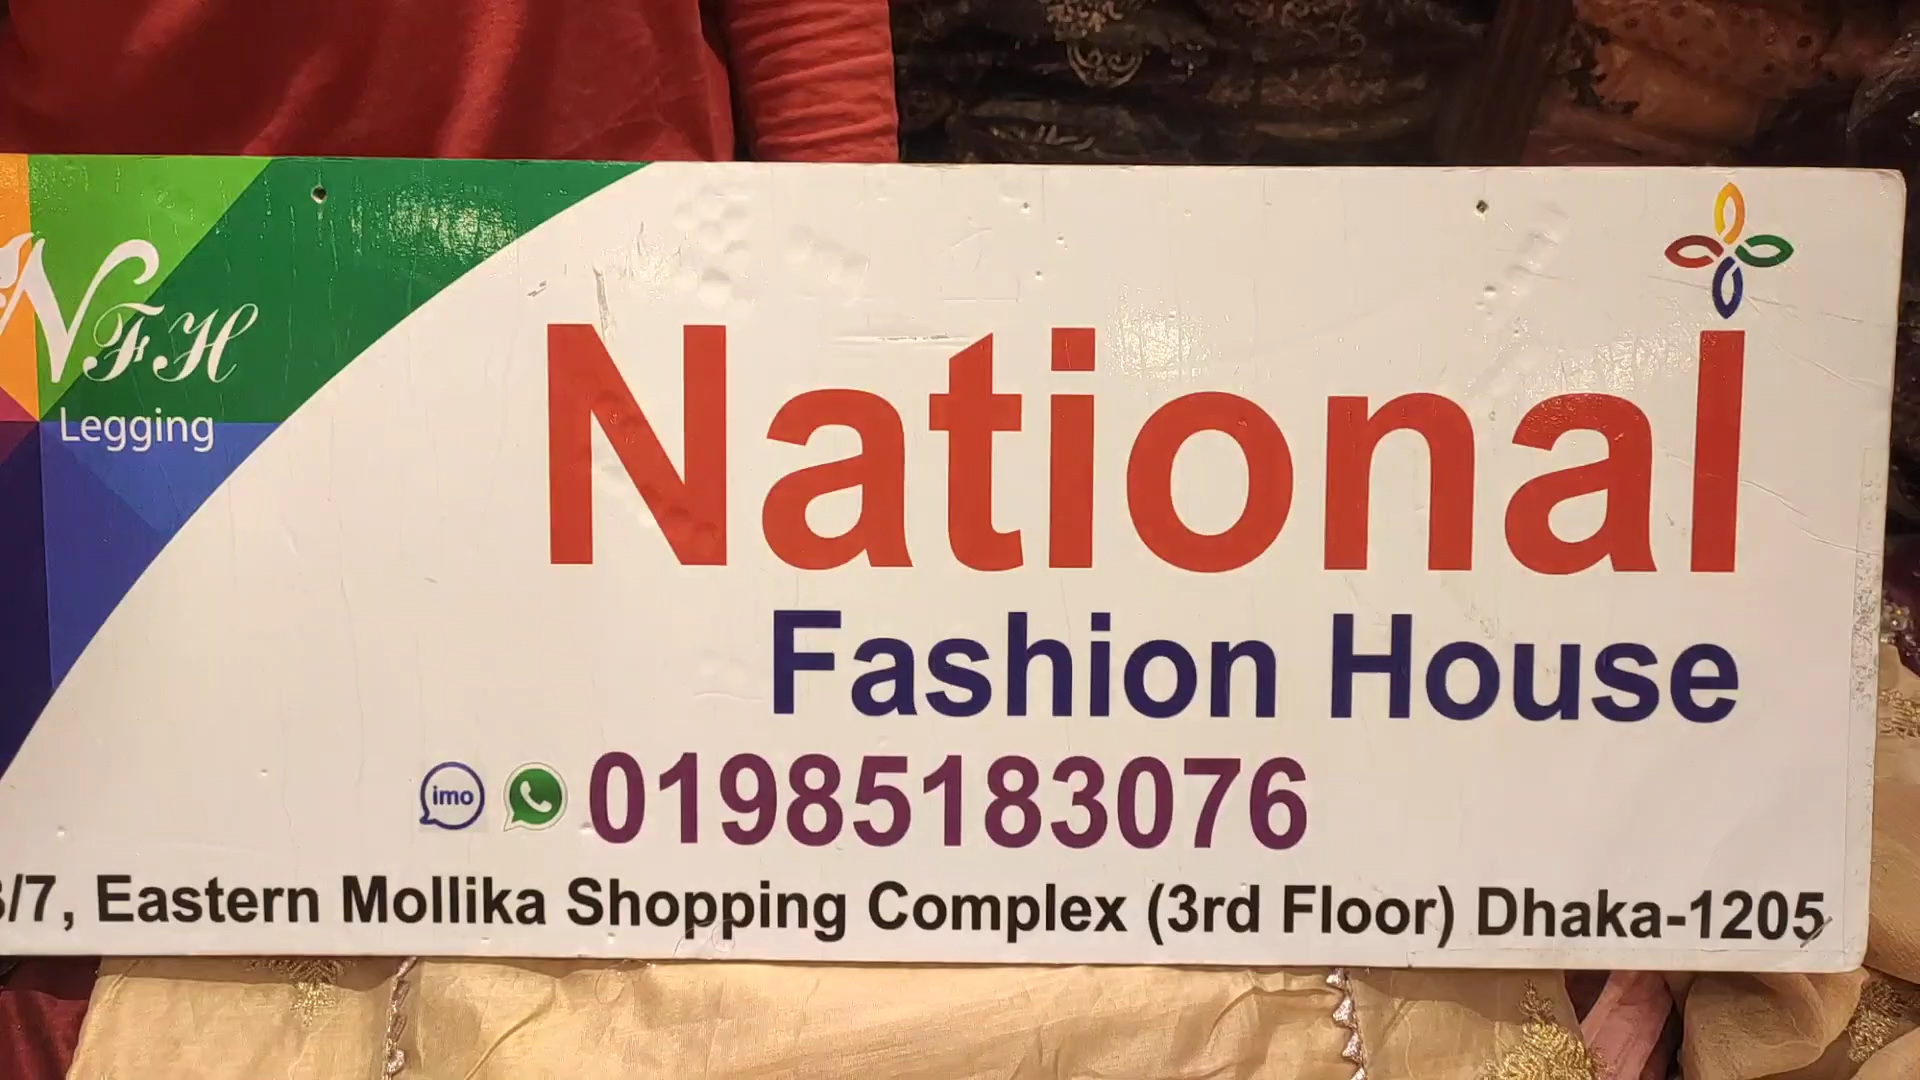 NFH
Legging
National
Fashion House
imo 01985183076
/7, Eastern Mollika Shopping Complex (3rd Floor) Dhaka-1205